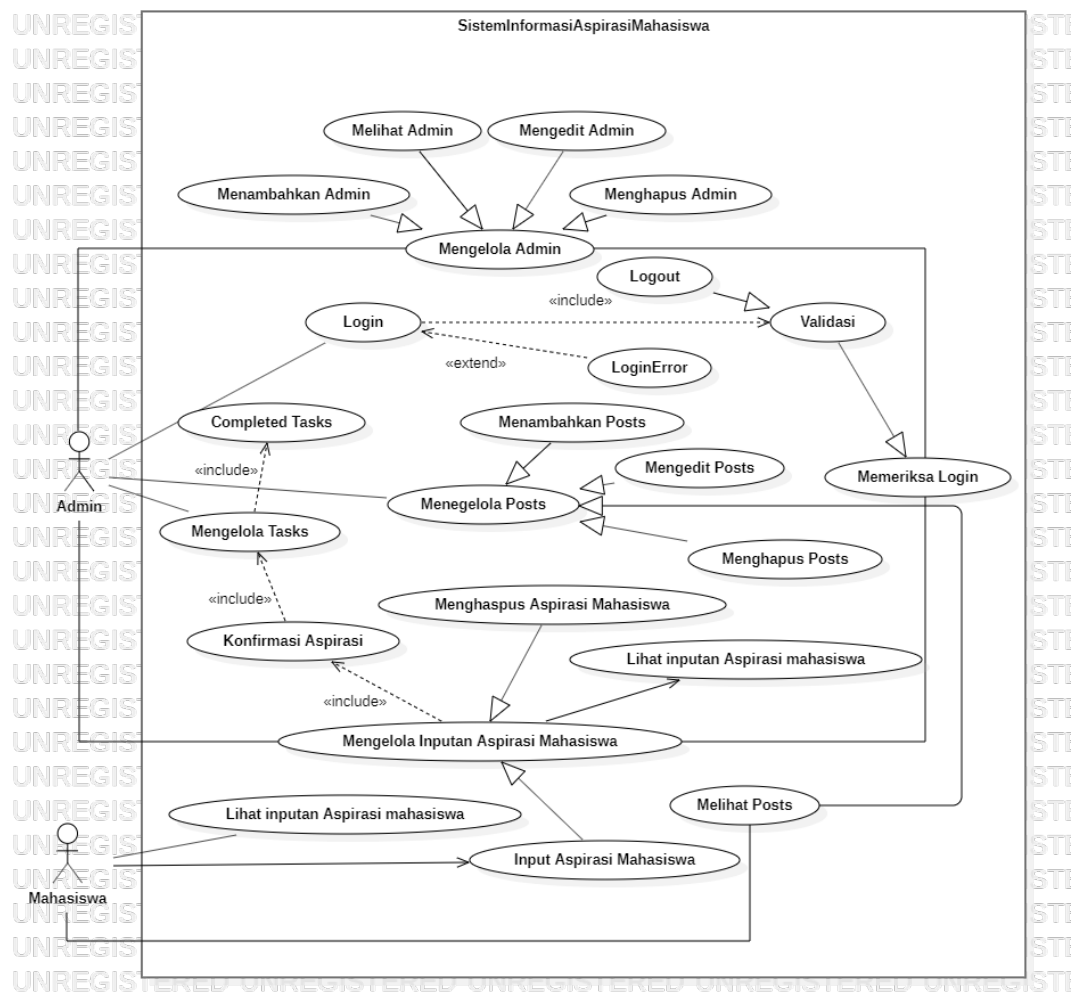 SistemInformasiAspirasiMahasiswa
Melihat Admin
Mengedit Admin
Menambahkan Admin
Menghapus Admin
Mengelola Admin
Logout
«include»
Login
Validasi
«extend»
LoginError
Completed Tasks
Menambahkan Posts
«include»
Mengedit Posts
Memeriksa Login
Admin
Menegelola Posts
Mengelola Tasks
Menghapus Posts
«include»
Menghaspus Aspirasi Mahasiswa
Konfirmasi Aspirasi
Lihat inputan Aspirasi mahasiswa
«include»
Mengelola Inputan Aspirasi Mahasiswa
Melihat Posts
Lihat inputan Aspirasi mahasiswa
Input Aspirasi Mahasiswa
Mahasiswa
UNREGISTERED UNREGISTERED UNREGISTERED